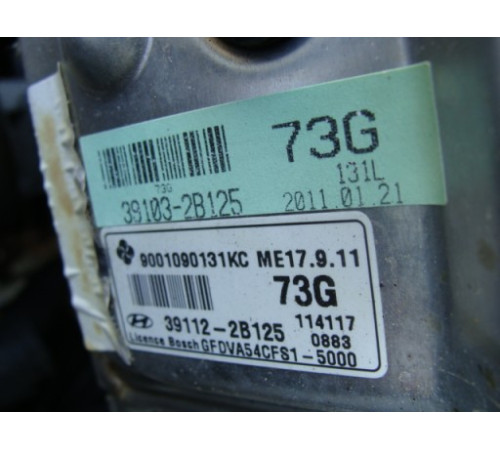 73G
73G
131L
39103-2B125
2011.01.21
9001090131KC ME17.9.11
73G
39112-2B125
114117
0883
Licence Bosch GFDVA54CFS1-5000